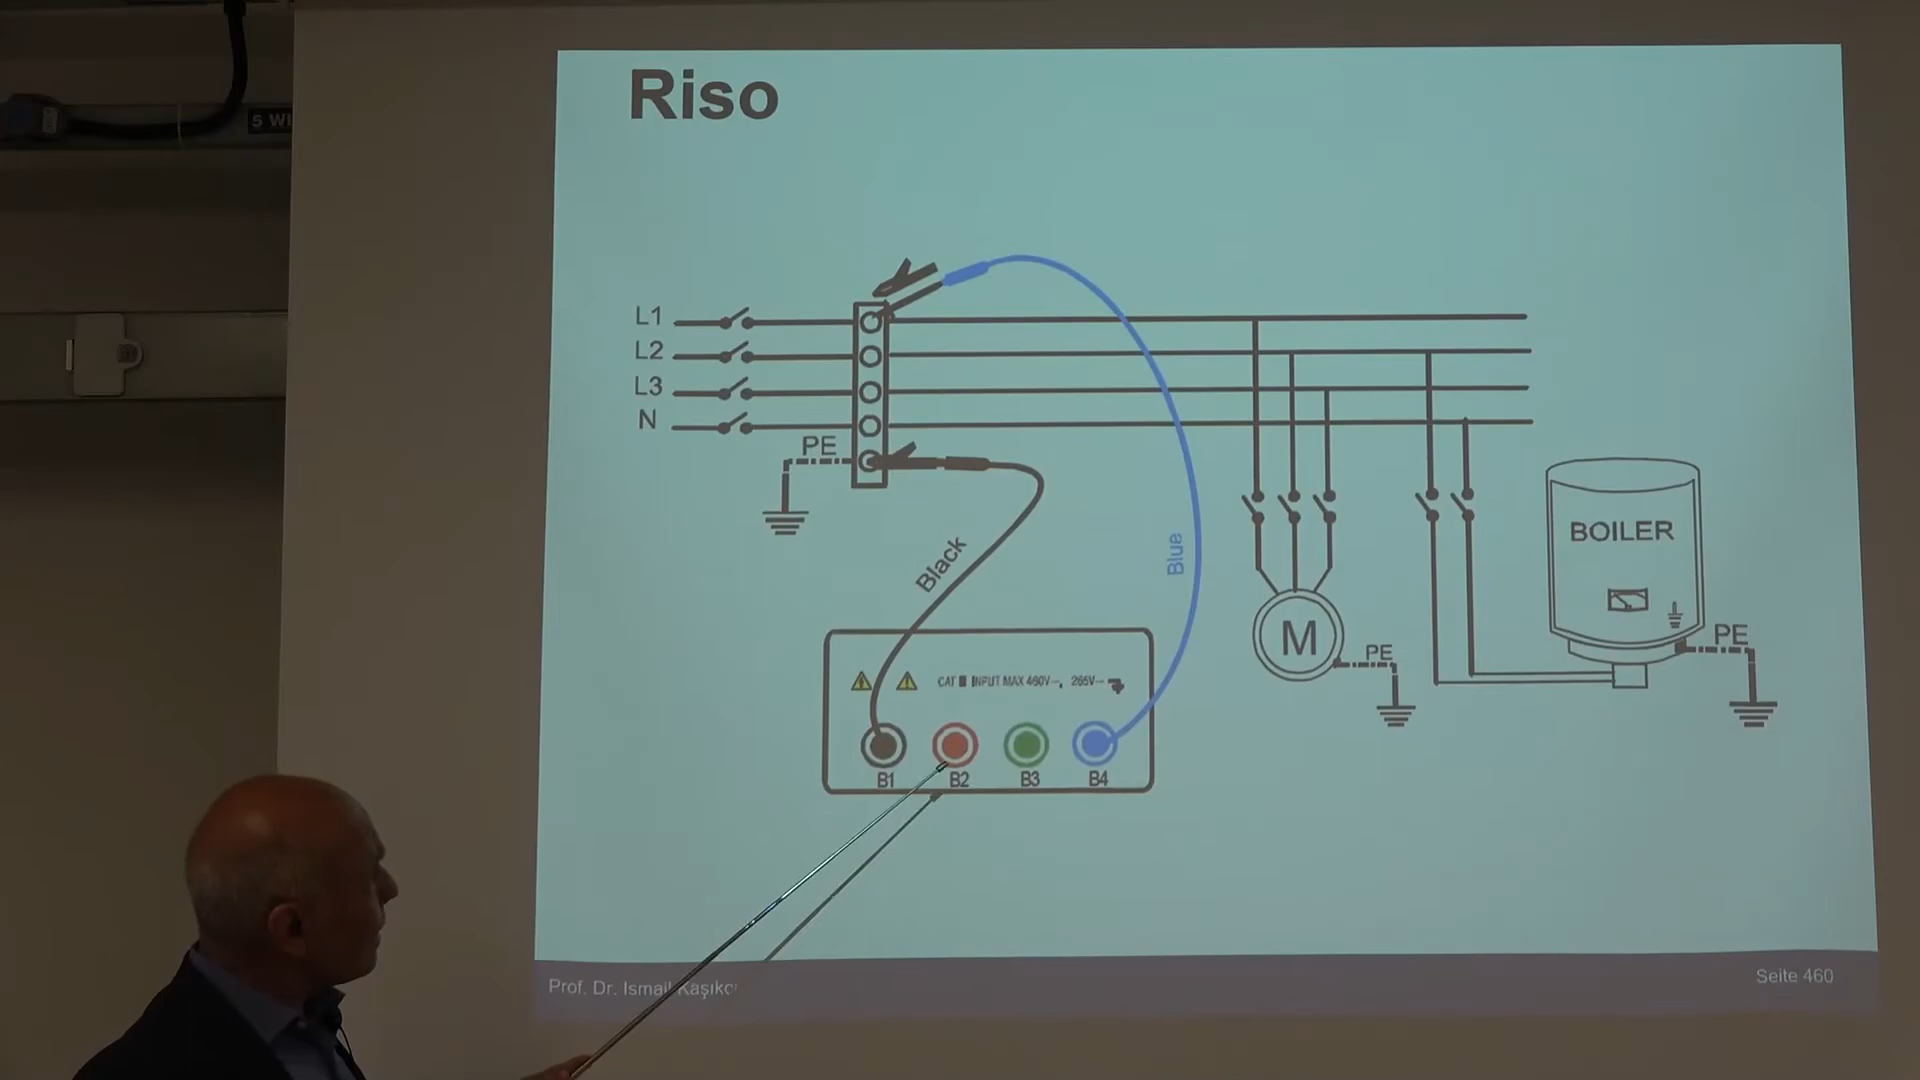 5 WI
Riso
L1
L2
L3
N
PE
Black
Blue
BOILER
M
PE
PE
CAT III INPUT MAX 460V~, 265V~
B1 B2 B3 B4
Prof. Dr. Ismail Kaşıkcı
Seite 460